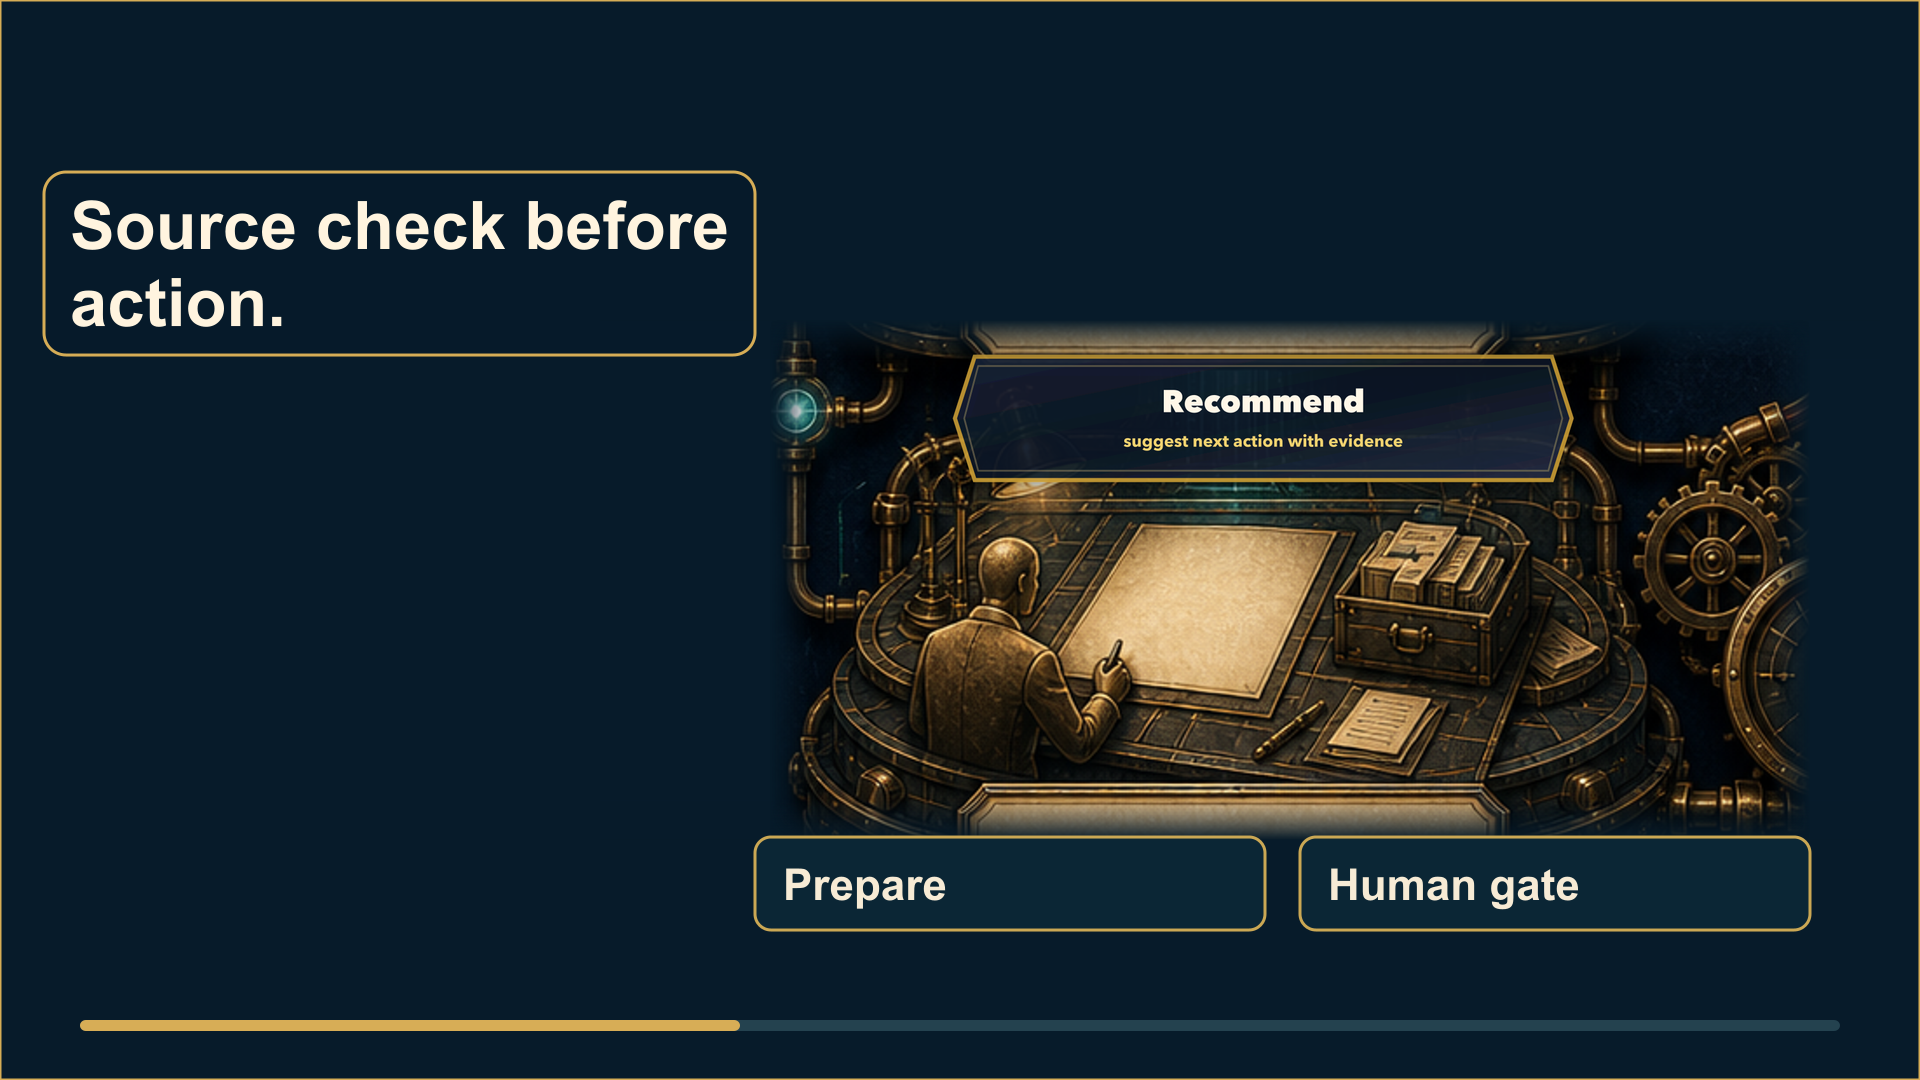 Source check before
action.
Recommend
suggest next action with evidence
Prepare
Human gate